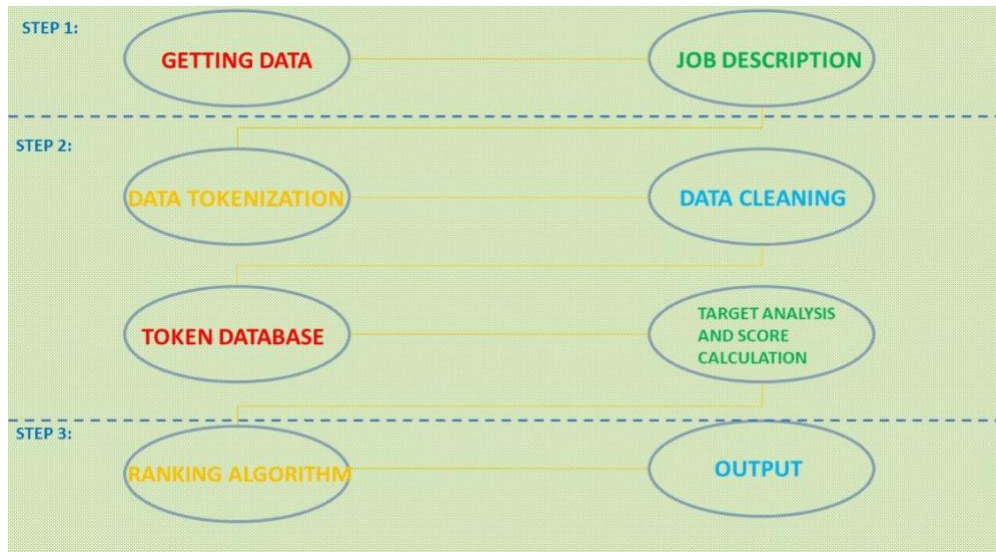 STEP 1:
GETTING DATA
JOB DESCRIPTION
STEP 2:
DATA TOKENIZATION
DATA CLEANING
TOKEN DATABASE
TARGET ANALYSIS
AND SCORE
CALCULATION
STEP 3:
RANKING ALGORITHM
OUTPUT